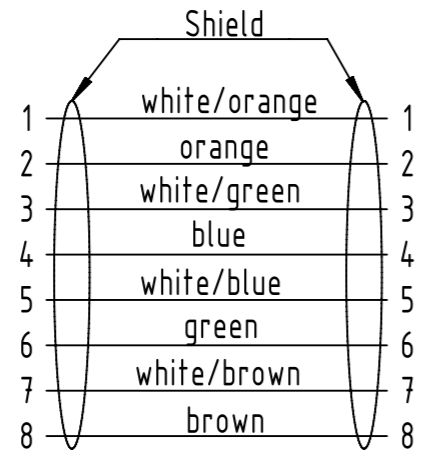 Shield
1 white/orange 1
2 orange 2
3 white/green 3
4 blue 4
5 white/blue 5
6 green 6
7 white/brown 7
8 brown 8